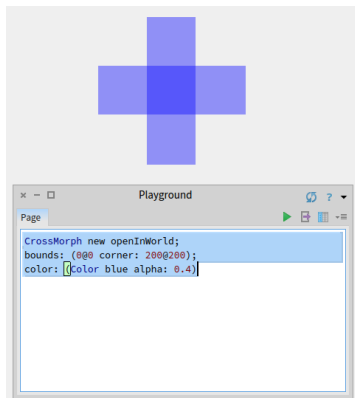 × − □ Playground ?
Page
CrossMorph new openInWorld;
bounds: (0@0 corner: 200@200);
color: (Color blue alpha: 0.4)